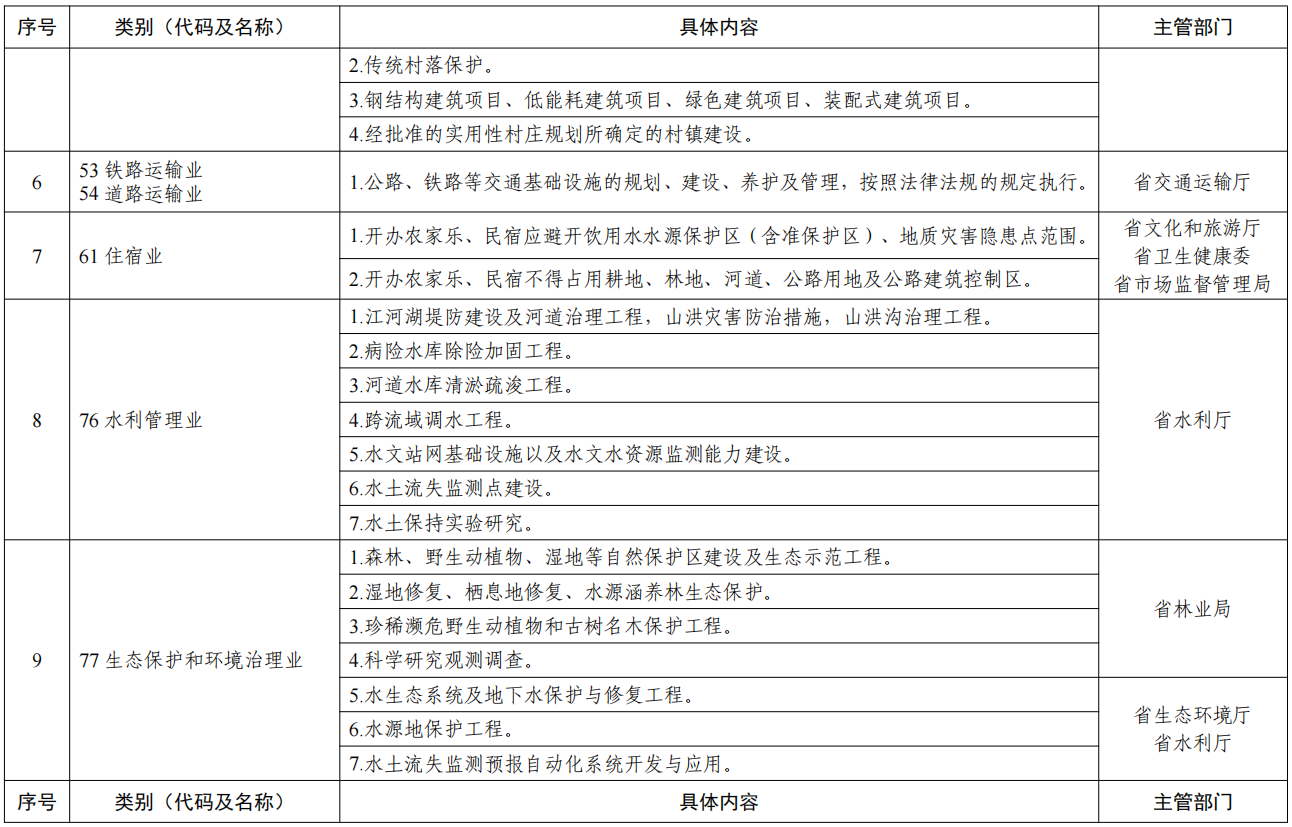 序号 类别（代码及名称） 具体内容 主管部门
2.传统村落保护。
3.钢结构建筑项目、低能耗建筑项目、绿色建筑项目、装配式建筑项目。
4.经批准的实用性村庄规划所确定的村镇建设。
6
53 铁路运输业
54 道路运输业
1.公路、铁路等交通基础设施的规划、建设、养护及管理，按照法律法规的规定执行。
省交通运输厅
7
61 住宿业
1.开办农家乐、民宿应避开饮用水水源保护区（含准保护区）、地质灾害隐患点范围。
2.开办农家乐、民宿不得占用耕地、林地、河道、公路用地及公路建筑控制区。
省文化和旅游厅
省卫生健康委
省市场监督管理局
8
76 水利管理业
1.江河湖堤防建设及河道治理工程，山洪灾害防治措施，山洪沟治理工程。
2.病险水库除险加固工程。
3.河道水库清淤疏浚工程。
4.跨流域调水工程。
5.水文站网基础设施以及水文水资源监测能力建设。
6.水土流失监测点建设。
7.水土保持实验研究。
省水利厅
9
77 生态保护和环境治理业
1.森林、野生动植物、湿地等自然保护区建设及生态示范工程。
2.湿地修复、栖息地修复、水源涵养林生态保护。
3.珍稀濒危野生动植物和古树名木保护工程。
4.科学研究观测调查。
省林业局
5.水生态系统及地下水保护与修复工程。
6.水源地保护工程。
7.水土流失监测预报自动化系统开发与应用。
省生态环境厅
省水利厅
序号 类别（代码及名称） 具体内容 主管部门